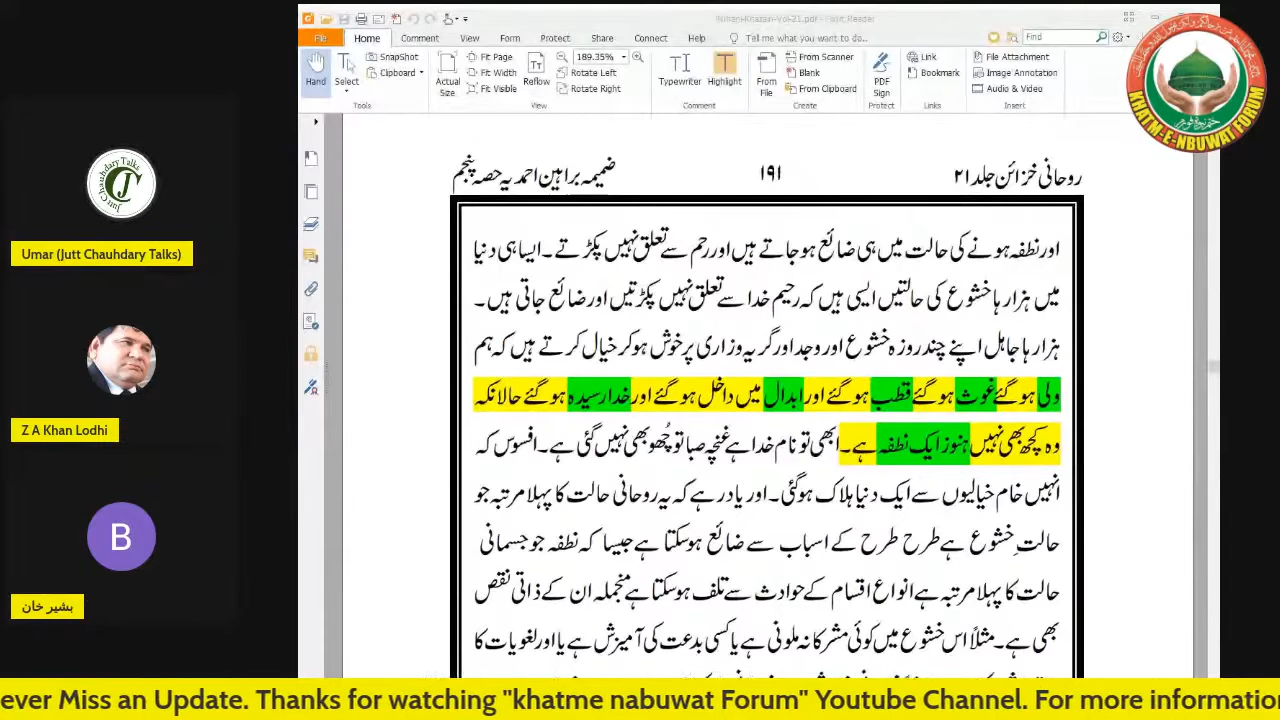 Ruhani-Khazain-Vol-21.pdf - Foxit Reader
File Home Comment View Form Protect Share Connect Help Tell me what you want to do... Find
Hand
Select
SnapShot
Clipboard
Tools
Actual Size
Fit Page
Fit Width
Fit Visible
Reflow
189.35%
Rotate Left
Rotate Right
View
Typewriter
Highlight
Comment
From File
From Scanner
Blank
From Clipboard
Create
PDF Sign
Protect
Link
Bookmark
Links
File Attachment
Image Annotation
Audio & Video
Insert
KHATM-E-NBUWAT FORUM
Jutt Chauhdary Talks
CJ
Umar (Jutt Chauhdary Talks)
Z A Khan Lodhi
B
بشیر خان
روحانی خزائن جلد ۲۱ ۱۹۱ ضمیمہ براہین احمدیہ حصہ پنجم
اور نطفہ ہونے کی حالت میں ہی ضائع ہو جاتے ہیں اور رحم سے تعلق نہیں پکڑتے۔ ایسا ہی دنیا
میں ہزار ہا خشوع کی حالتیں ایسی ہیں کہ رحیم خدا سے تعلق نہیں پکڑتیں اور ضائع جاتی ہیں۔
ہزار ہا جاہل اپنے چند روزہ خشوع اور وجد اور گریہ وزاری پر خوش ہو کر خیال کرتے ہیں کہ ہم
ولی ہو گئے غوث ہو گئے قطب ہو گئے اور ابدال میں داخل ہو گئے اور خدا رسیدہ ہو گئے حالانکہ
وہ کچھ بھی نہیں ہنوز ایک نطفہ ہے۔ ابھی تو نام خدا ہے غنچہ صبا تو چُھو بھی نہیں گئی ہے۔ افسوس کہ
انہیں خام خیالیوں سے ایک دنیا ہلاک ہوگئی۔ اور یاد رہے کہ یہ روحانی حالت کا پہلا مرتبہ جو
حالتِ خشوع ہے طرح طرح کے اسباب سے ضائع ہو سکتا ہے جیسا کہ نطفہ جو جسمانی
حالت کا پہلا مرتبہ ہے انواع اقسام کے حوادث سے تلف ہو سکتا ہے منجملہ ان کے ذاتی نقص
بھی ہے۔ مثلاً اس خشوع میں کوئی مشرکانہ ملونی ہے یا کسی بدعت کی آمیزش ہے یا اور لغویات کا
ever Miss an Update. Thanks for watching "khatme nabuwat Forum" Youtube Channel. For more informatio